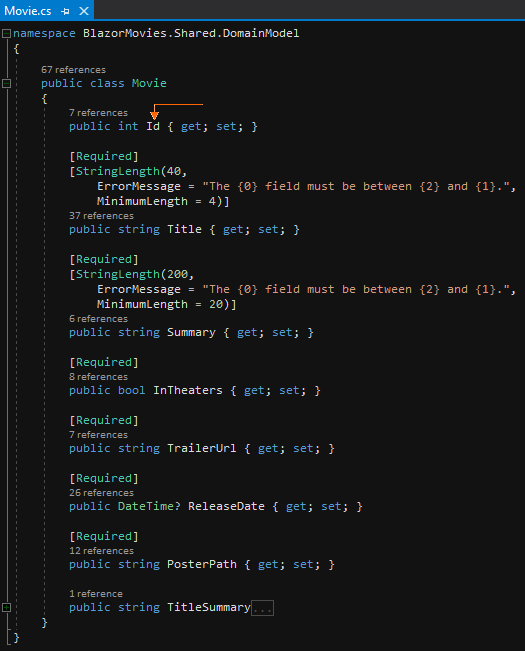 Movie.cs
namespace BlazorMovies.Shared.DomainModel
{
67 references
public class Movie
{
7 references
public int Id { get; set; }
[Required]
[StringLength(40,
ErrorMessage = "The {0} field must be between {2} and {1}.",
MinimumLength = 4)]
37 references
public string Title { get; set; }
[Required]
[StringLength(200,
ErrorMessage = "The {0} field must be between {2} and {1}.",
MinimumLength = 20)]
6 references
public string Summary { get; set; }
[Required]
8 references
public bool InTheaters { get; set; }
[Required]
7 references
public string TrailerUrl { get; set; }
[Required]
26 references
public DateTime? ReleaseDate { get; set; }
[Required]
12 references
public string PosterPath { get; set; }
1 reference
public string TitleSummary...
}
}